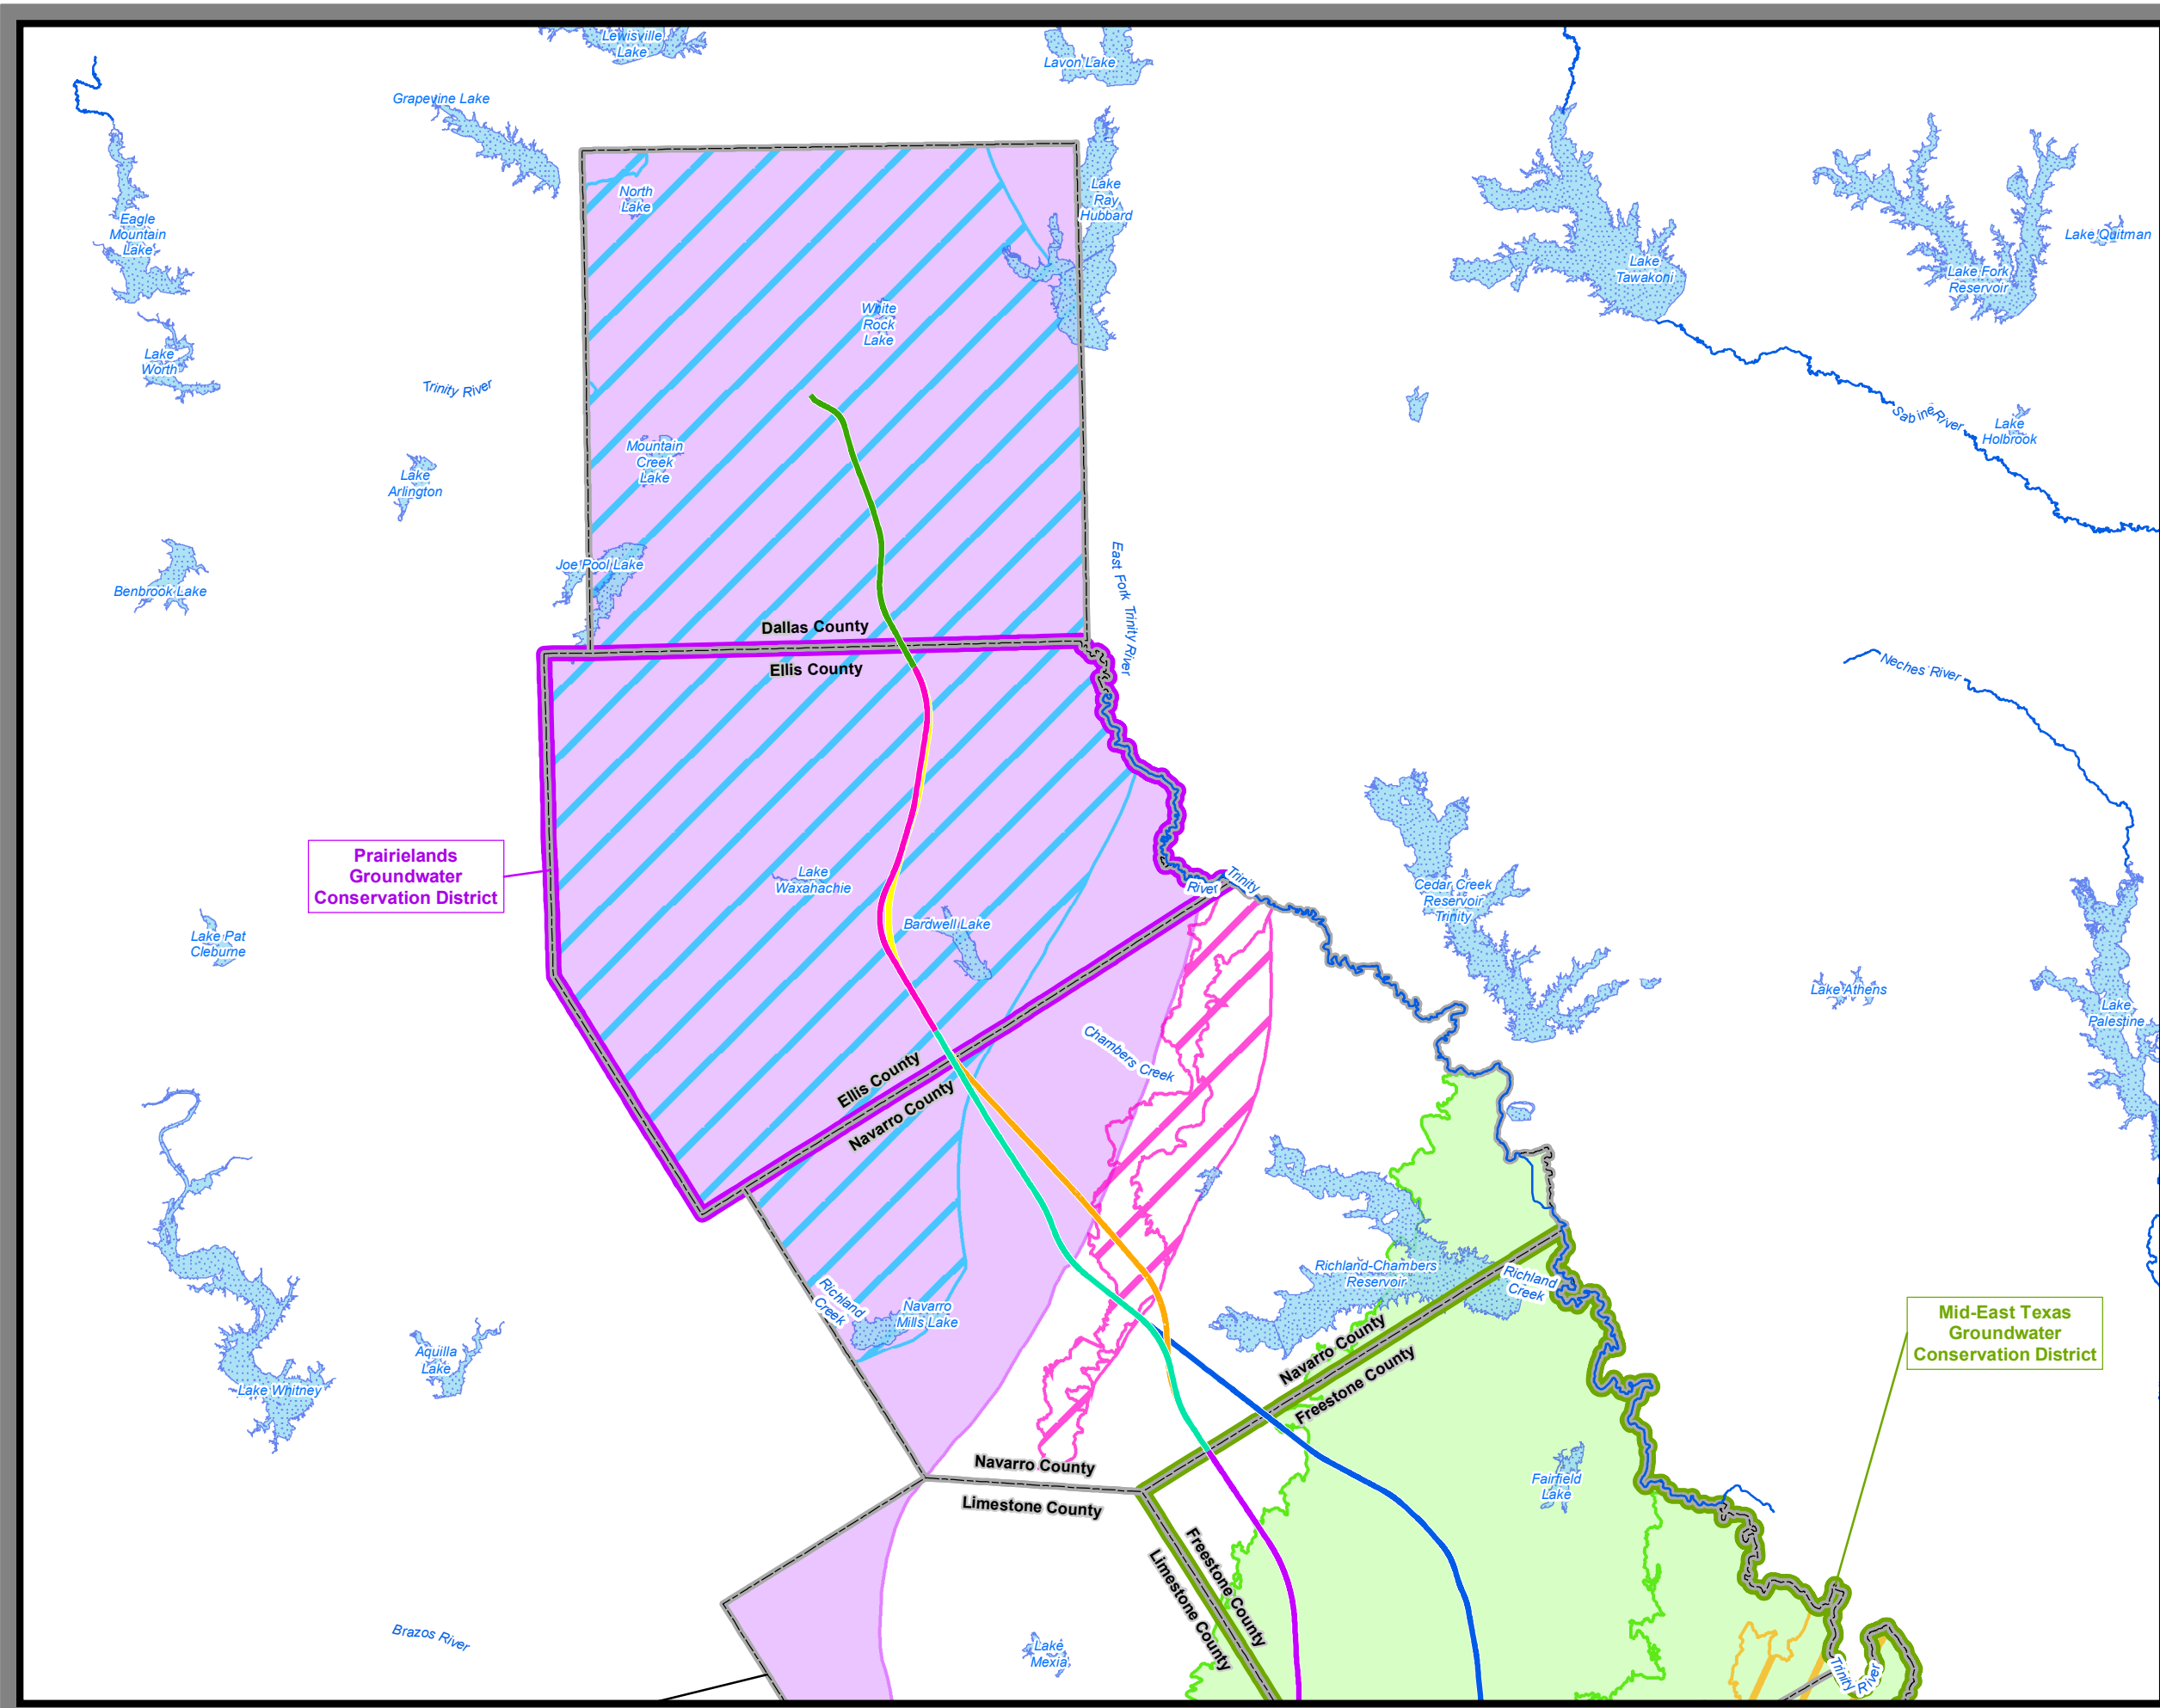 Lewisville
Lake
Lavon Lake
Grapevine Lake
North
Lake
Lake
Ray
Hubbard
Eagle
Mountain
Lake
Lake Quitman
Lake
Tawakoni
Lake Fork
Reservoir
White
Rock
Lake
Lake
Worth
Trinity River
Sabine River
Lake
Holbrook
Mountain
Creek
Lake
Lake
Arlington
Joe Pool Lake
Benbrook Lake
East Fork Trinity River
Dallas County
Ellis County
Neches River
Prairielands
Groundwater
Conservation District
Lake
Waxahachie
Trinity
River
Cedar Creek
Reservoir
Trinity
Bardwell Lake
Lake Pat
Cleburne
Lake Athens
Lake
Palestine
Chambers Creek
Ellis County
Navarro County
Richland-Chambers
Reservoir
Richland
Creek
Richland
Creek
Navarro
Mills Lake
Mid-East Texas
Groundwater
Conservation District
Aquilla
Lake
Lake Whitney
Navarro County
Freestone County
Navarro County
Limestone County
Fairfield
Lake
Freestone County
Limestone County
Brazos River
Lake
Mexia
Trinity
River